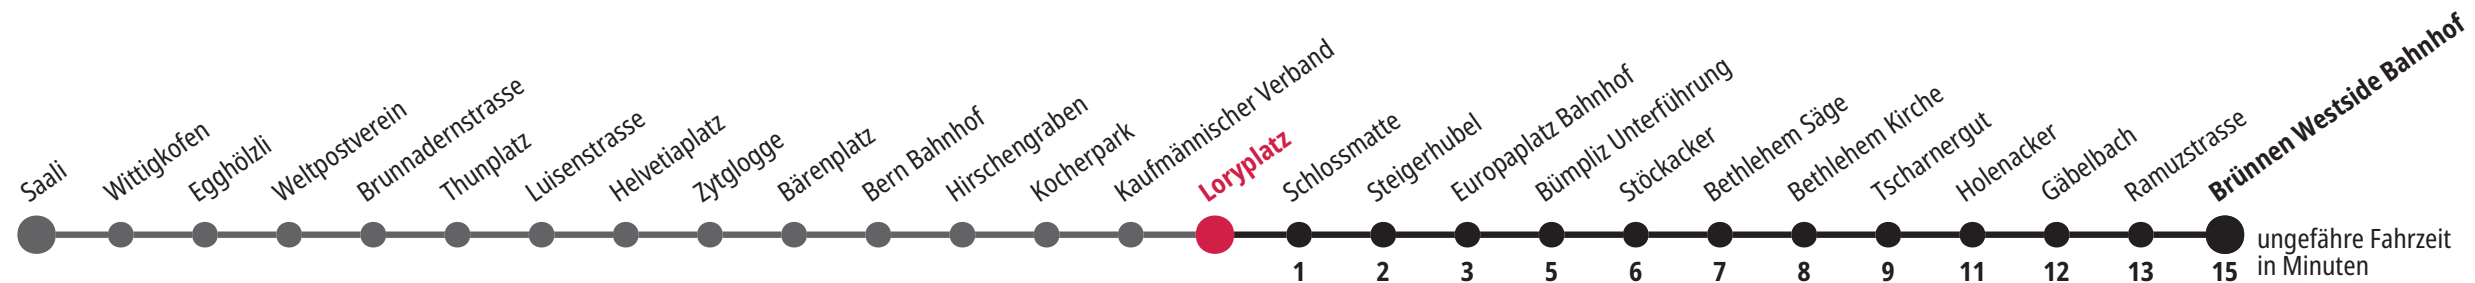 Saali
Wittigkofen
Egghölzli
Weltpostverein
Brunnadernstrasse
Thunplatz
Luisenstrasse
Helvetiaplatz
Zytglogge
Bärenplatz
Bern Bahnhof
Hirschengraben
Kocherpark
Kaufmännischer Verband
Loryplatz
Schlossmatte
Steigerhubel
Europaplatz Bahnhof
Bümpliz Unterführung
Stöckacker
Bethlehem Säge
Bethlehem Kirche
Tscharnergut
Holenacker
Gäbelbach
Ramuzstrasse
Brünnen Westside Bahnhof
1 2 3 5 6 7 8 9 11 12 13 15
ungefähre Fahrzeit
in Minuten